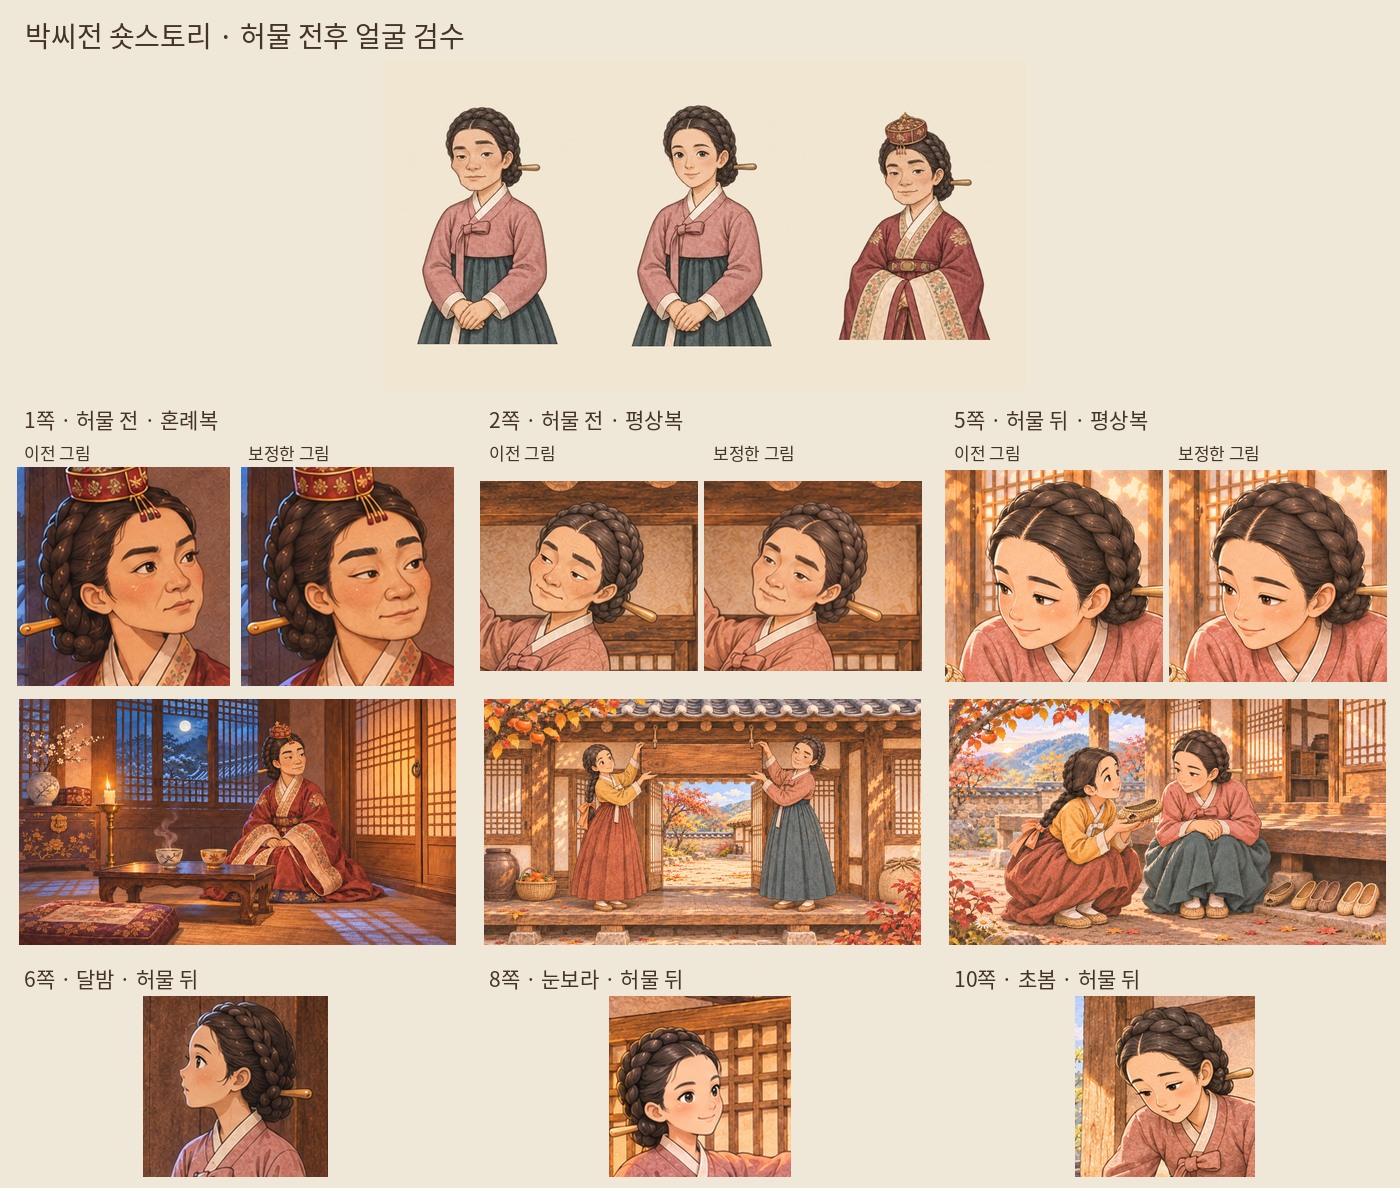 박씨전 숏스토리 · 허물 전후 얼굴 검수
1쪽 · 허물 전 · 혼례복
이전 그림
보정한 그림
2쪽 · 허물 전 · 평상복
이전 그림
보정한 그림
5쪽 · 허물 뒤 · 평상복
이전 그림
보정한 그림
6쪽 · 달밤 · 허물 뒤
8쪽 · 눈보라 · 허물 뒤
10쪽 · 초봄 · 허물 뒤